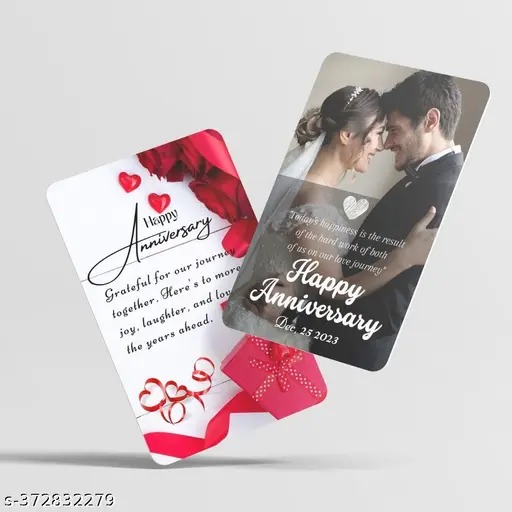 Happy
Anniversary
Grateful for our journey
together. Here's to more
joy, laughter, and love
the years ahead.
"Today's happiness is the result
of the hard work of both
of us on our love journey"
Happy
Anniversary
Dec, 25 2023
s-372832279